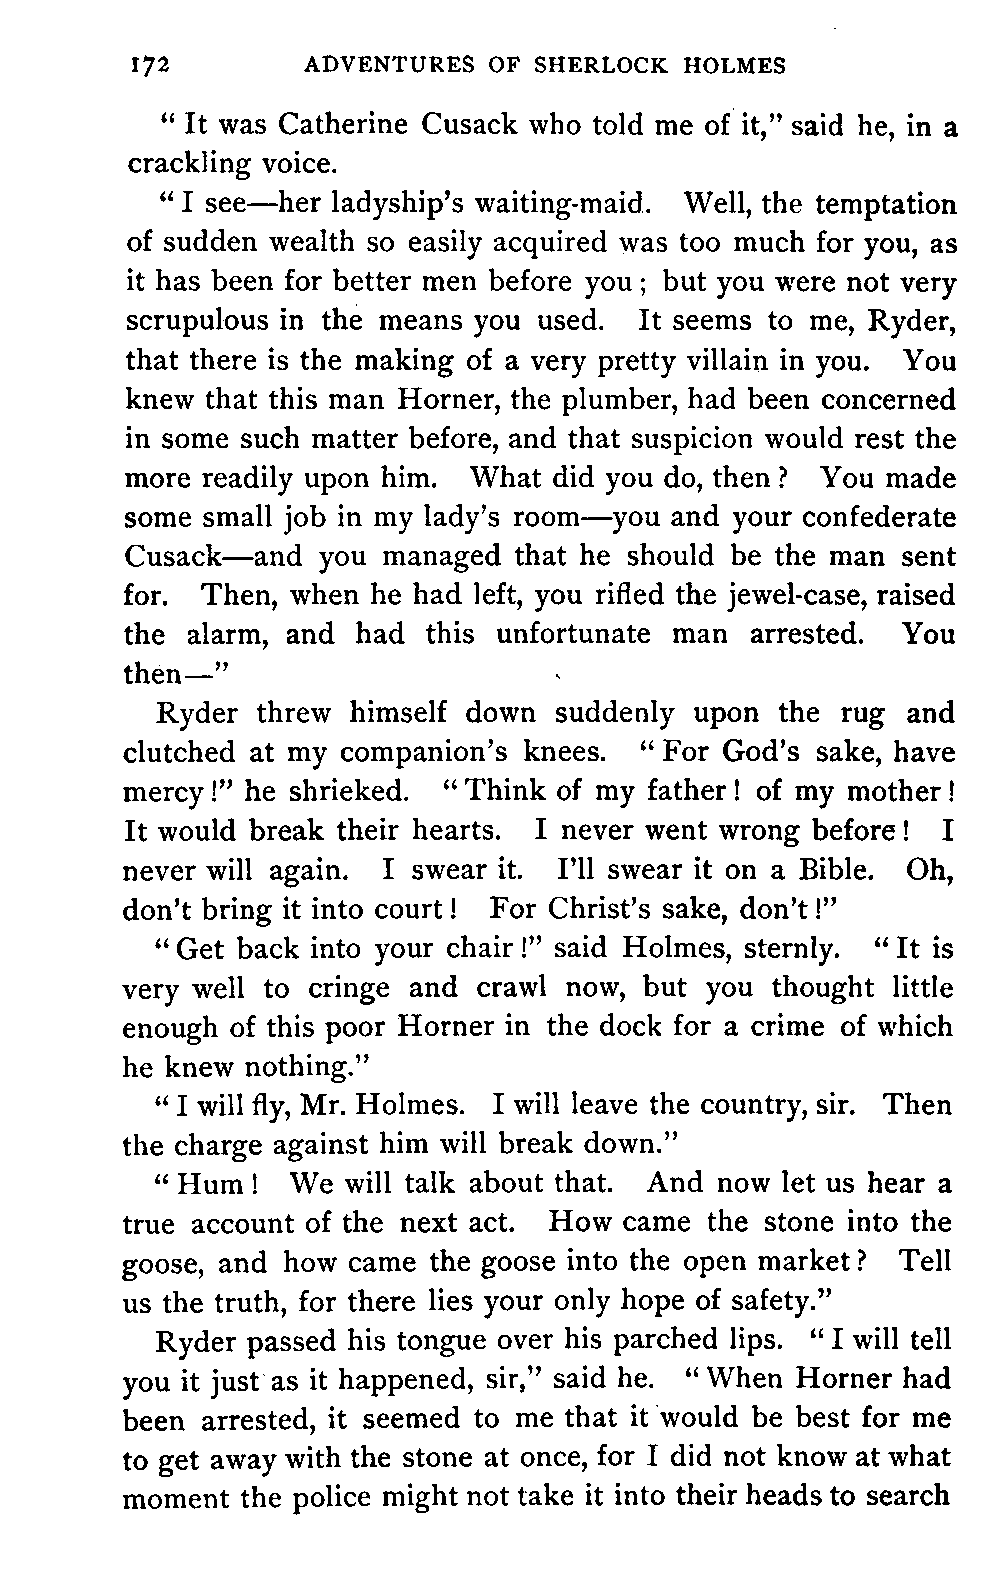 172 ADVENTURES OF SHERLOCK HOLMES
“ It was Catherine Cusack who told me of it,” said he, in a
crackling voice.
“ I see—her ladyship’s waiting-maid. Well, the temptation
of sudden wealth so easily acquired was too much for you, as
it has been for better men before you ; but you were not very
scrupulous in the means you used. It seems to me, Ryder,
that there is the making of a very pretty villain in you. You
knew that this man Horner, the plumber, had been concerned
in some such matter before, and that suspicion would rest the
more readily upon him. What did you do, then ? You made
some small job in my lady’s room—you and your confederate
Cusack—and you managed that he should be the man sent
for. Then, when he had left, you rifled the jewel-case, raised
the alarm, and had this unfortunate man arrested. You
then—”
Ryder threw himself down suddenly upon the rug and
clutched at my companion’s knees. “ For God’s sake, have
mercy !” he shrieked. “ Think of my father ! of my mother !
It would break their hearts. I never went wrong before ! I
never will again. I swear it. I’ll swear it on a Bible. Oh,
don’t bring it into court ! For Christ’s sake, don’t !”
“ Get back into your chair !” said Holmes, sternly. “ It is
very well to cringe and crawl now, but you thought little
enough of this poor Horner in the dock for a crime of which
he knew nothing.”
“ I will fly, Mr. Holmes. I will leave the country, sir. Then
the charge against him will break down.”
“ Hum ! We will talk about that. And now let us hear a
true account of the next act. How came the stone into the
goose, and how came the goose into the open market ? Tell
us the truth, for there lies your only hope of safety.”
Ryder passed his tongue over his parched lips. “ I will tell
you it just as it happened, sir,” said he. “ When Horner had
been arrested, it seemed to me that it would be best for me
to get away with the stone at once, for I did not know at what
moment the police might not take it into their heads to search